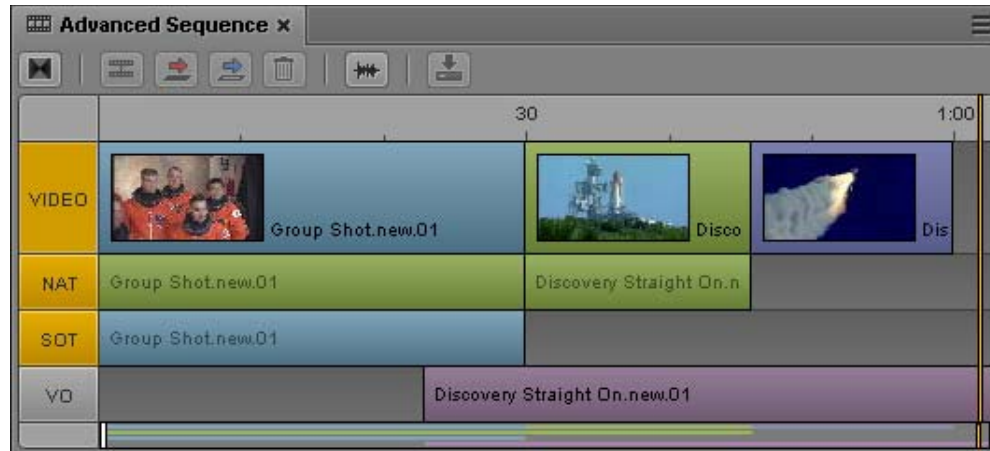 Advanced Sequence ×
30 1:00
VIDEO Group Shot.new.01 Disco Dis
NAT Group Shot.new.01 Discovery Straight On.n
SOT Group Shot.new.01
VO Discovery Straight On.new.01